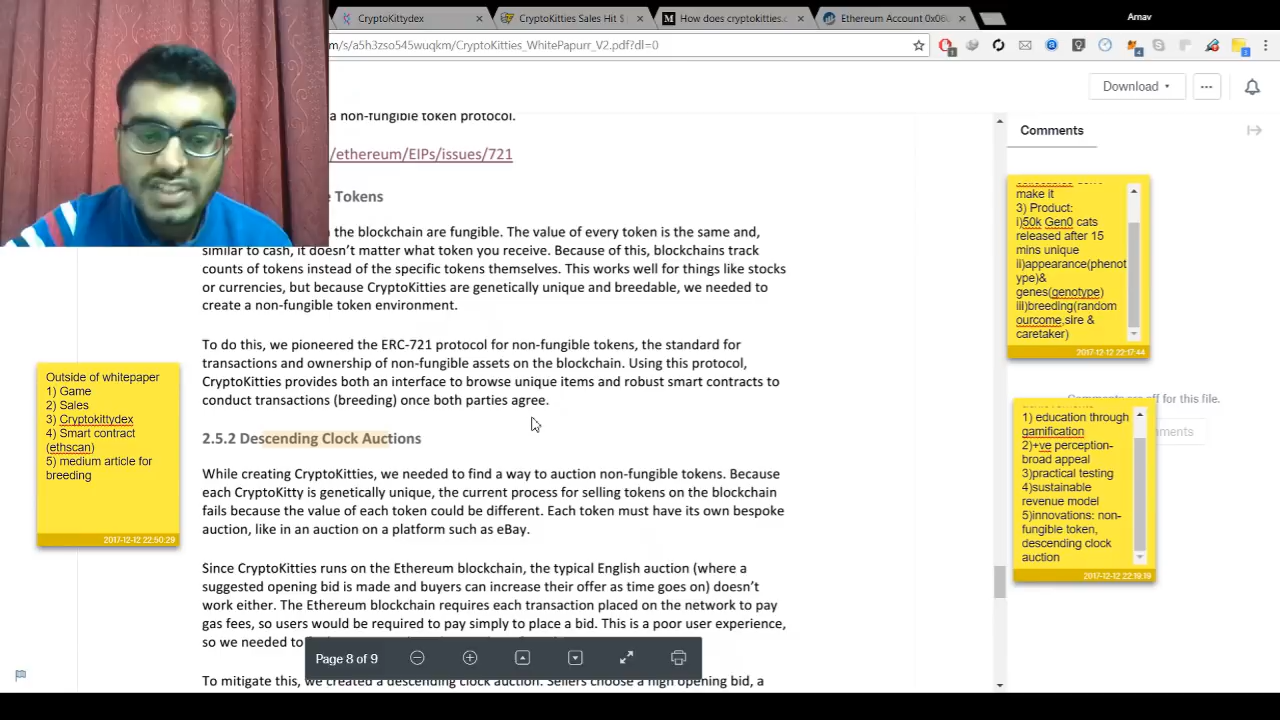 CryptoKittydex
CryptoKitties Sales Hit $
How does cryptokitties.c
Ethereum Account 0x06
Arnav
m/s/a5h3zso545wuqkm/CryptoKitties_WhitePapurr_V2.pdf?dl=0
Download
Comments
a non-fungible token protocol.
/ethereum/EIPs/issues/721
e Tokens
the blockchain are fungible. The value of every token is the same and,
similar to cash, it doesn't matter what token you receive. Because of this, blockchains track
counts of tokens instead of the specific tokens themselves. This works well for things like stocks
or currencies, but because CryptoKitties are genetically unique and breedable, we needed to
create a non-fungible token environment.
To do this, we pioneered the ERC-721 protocol for non-fungible tokens, the standard for
transactions and ownership of non-fungible assets on the blockchain. Using this protocol,
CryptoKitties provides both an interface to browse unique items and robust smart contracts to
conduct transactions (breeding) once both parties agree.
2.5.2 Descending Clock Auctions
While creating CryptoKitties, we needed to find a way to auction non-fungible tokens. Because
each CryptoKitty is genetically unique, the current process for selling tokens on the blockchain
fails because the value of each token could be different. Each token must have its own bespoke
auction, like in an auction on a platform such as eBay.
Since CryptoKitties runs on the Ethereum blockchain, the typical English auction (where a
suggested opening bid is made and buyers can increase their offer as time goes on) doesn't
work either. The Ethereum blockchain requires each transaction placed on the network to pay
gas fees, so users would be required to pay simply to place a bid. This is a poor user experience,
so we needed to
To mitigate this, we created a descending clock auction. Sellers choose a high opening bid, a
Page 8 of 9
Outside of whitepaper
1) Game
2) Sales
3) Cryptokittydex
4) Smart contract
(ethscan)
5) medium article for
breeding
2017-12-12 22:50:29
make it
3) Product:
i)50k Gen0 cats
released after 15
mins unique
ii)appearance(phenot
ype)&
genes(genotype)
iii)breeding(random
ourcome,sire &
caretaker)
2017-12-12 22:17:44
Comments are off for this file.
mments
1) education through
gamification
2)+ve perception-
broad appeal
3)practical testing
4)sustainable
revenue model
5)innovations: non-
fungible token,
descending clock
auction
2017-12-12 22:19:19